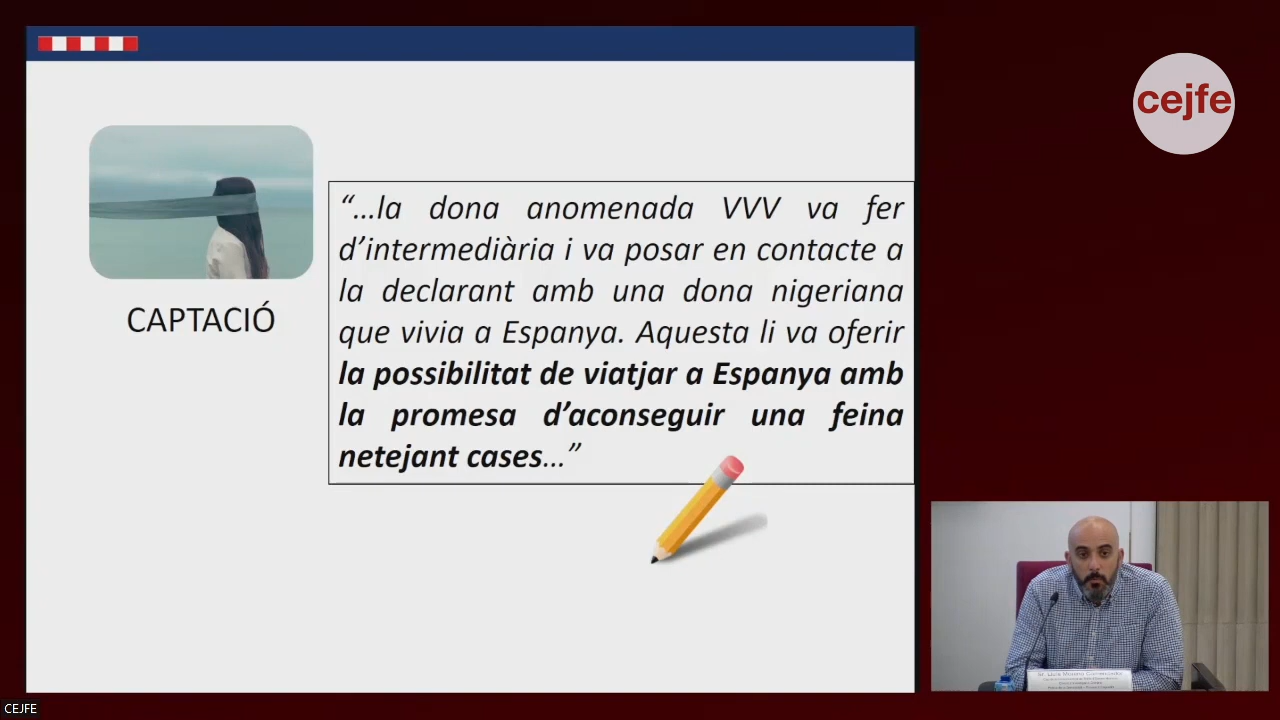 cejfe
“...la dona anomenada VVV va fer
d’intermediària i va posar en contacte a
la declarant amb una dona nigeriana
que vivia a Espanya. Aquesta li va oferir
la possibilitat de viatjar a Espanya amb
la promesa d’aconseguir una feina
netejant cases...”
CAPTACIÓ
CEJFE